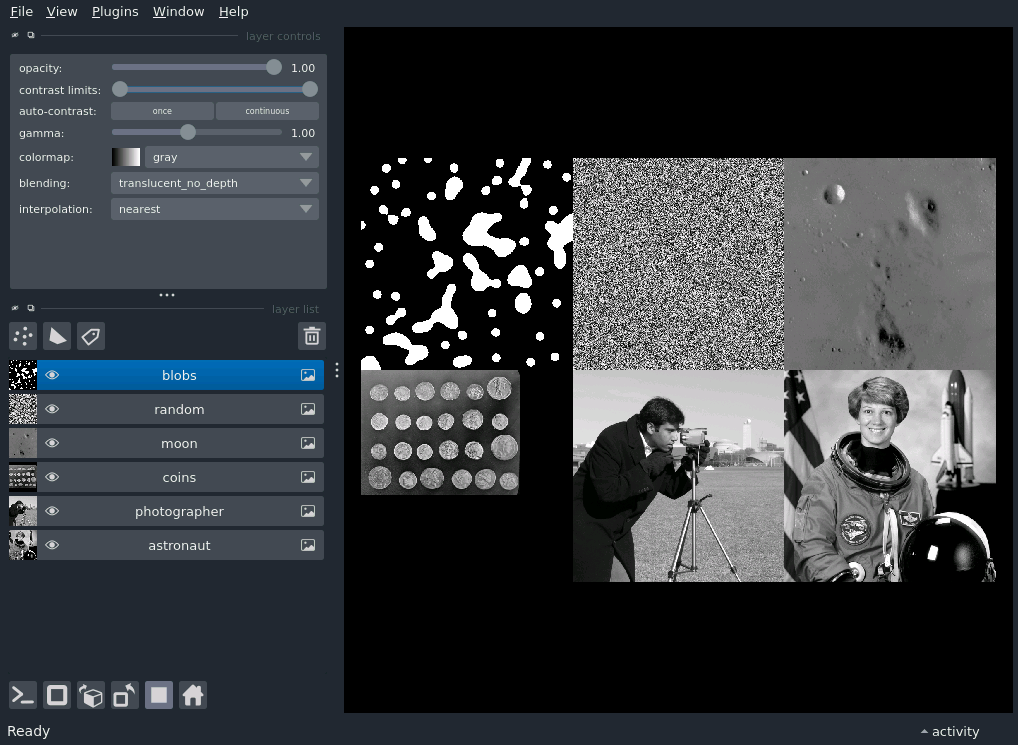 File View Plugins Window Help
layer controls
opacity: 1.00
contrast limits:
auto-contrast: once continuous
gamma: 1.00
colormap: gray
blending: translucent_no_depth
interpolation: nearest
layer list
blobs
random
moon
coins
photographer
astronaut
Ready
activity